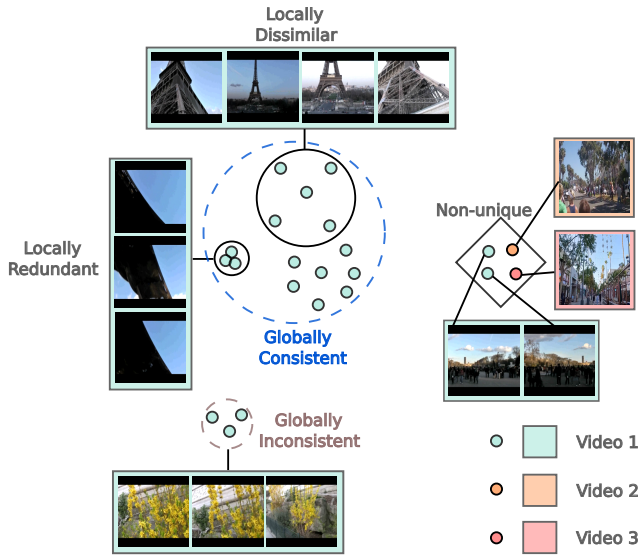 Locally
Dissimilar
Non-unique
Locally
Redundant
Globally
Consistent
Globally
Inconsistent
Video 1
Video 2
Video 3